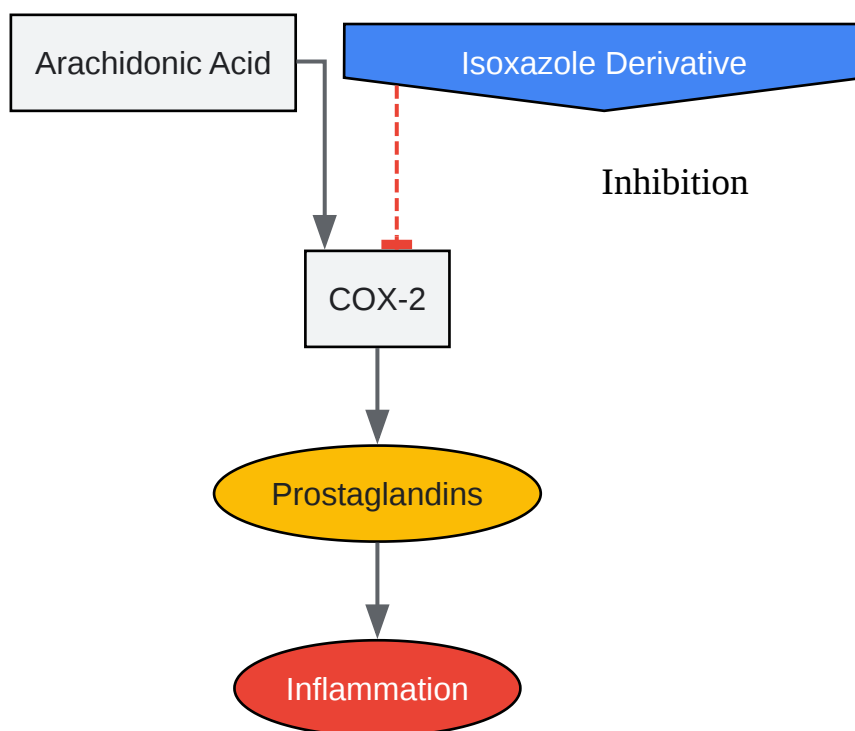 Arachidonic Acid
Isoxazole Derivative
Inhibition
COX-2
Prostaglandins
Inflammation